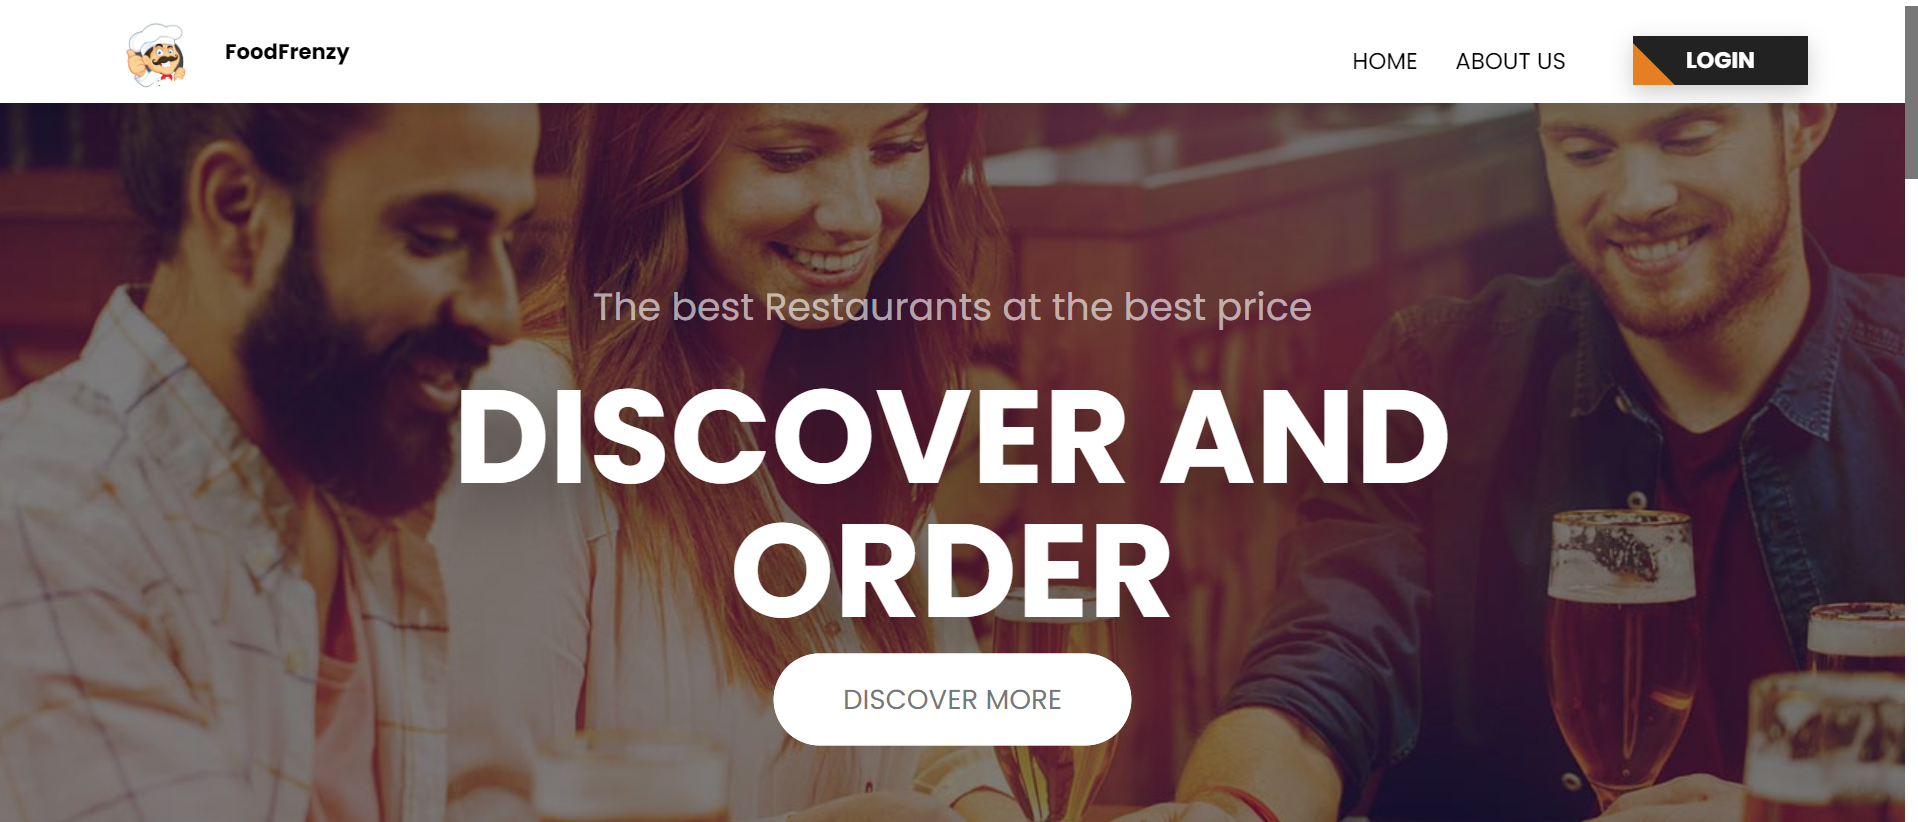 FoodFrenzy
HOME
ABOUT US
LOGIN
The best Restaurants at the best price
DISCOVER AND
ORDER
DISCOVER MORE